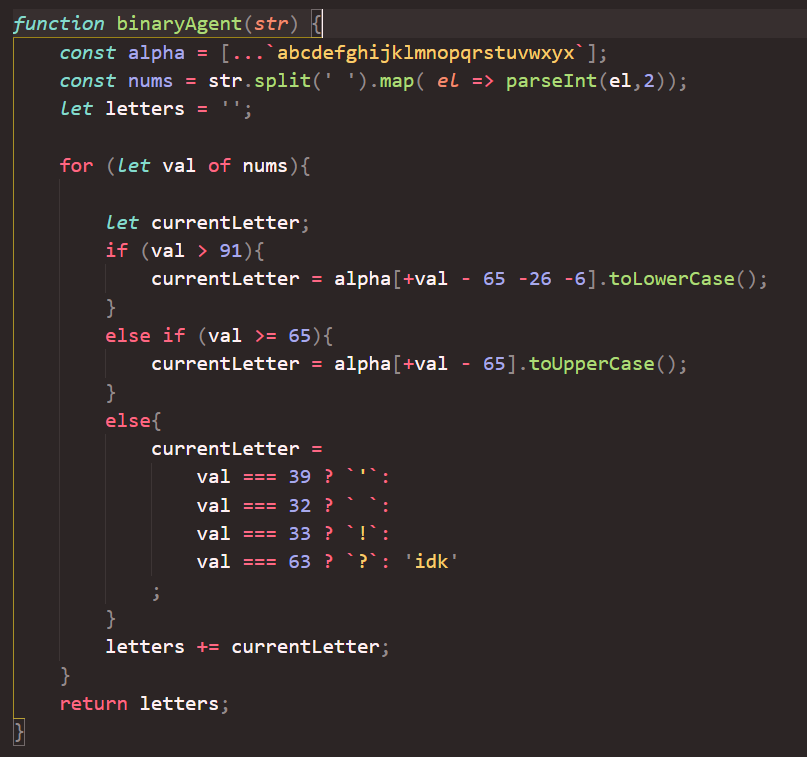 function binaryAgent(str) {
    const alpha = [...`abcdefghijklmnopqrstuvwxyx`];
    const nums = str.split(' ').map( el => parseInt(el,2));
    let letters = '';

    for (let val of nums){

        let currentLetter;
        if (val > 91){
            currentLetter = alpha[+val - 65 -26 -6].toLowerCase();
        }
        else if (val >= 65){
            currentLetter = alpha[+val - 65].toUpperCase();
        }
        else{
            currentLetter =
                val === 39 ? `'`:
                val === 32 ? ` `:
                val === 33 ? `!`:
                val === 63 ? `?`: 'idk'
            ;
        }
        letters += currentLetter;
    }
    return letters;
}